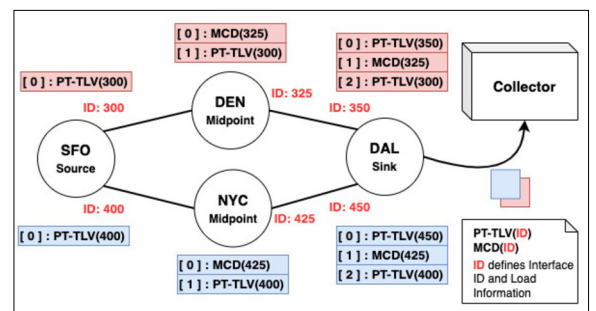 [ 0 ] : MCD(325)
[ 1 ] : PT-TLV(300)
[ 0 ] : PT-TLV(350)
[ 1 ] : MCD(325)
[ 2 ] : PT-TLV(300)
[ 0 ] : PT-TLV(300)
ID: 300
ID: 325
ID: 350
Collector
DEN
Midpoint
SFO
Source
DAL
Sink
NYC
Midpoint
ID: 400
ID: 425
ID: 450
[ 0 ] : PT-TLV(400)
[ 0 ] : MCD(425)
[ 1 ] : PT-TLV(400)
[ 0 ] : PT-TLV(450)
[ 1 ] : MCD(425)
[ 2 ] : PT-TLV(400)
PT-TLV(ID)
MCD(ID)
ID defines Interface
ID and Load
Information